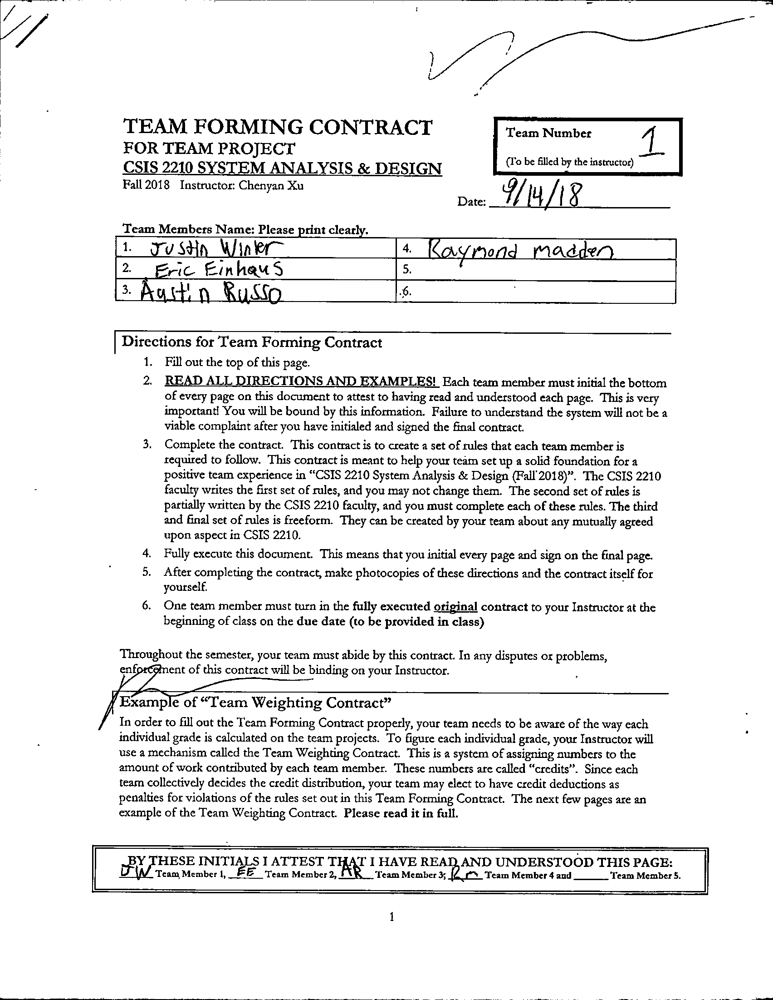 TEAM FORMING CONTRACT
FOR TEAM PROJECT
CSIS 2210 SYSTEM ANALYSIS & DESIGN
Fall 2018 Instructor: Chenyan Xu
Team Number 1
(To be filled by the instructor)
Date: 9/14/18
Team Members Name: Please print clearly.
1. Justin Winter
4. Raymond madden
2. Eric Einhaus
5.
3. Austin Russo
6.
Directions for Team Forming Contract
1. Fill out the top of this page.
2. READ ALL DIRECTIONS AND EXAMPLES! Each team member must initial the bottom
of every page on this document to attest to having read and understood each page. This is very
important! You will be bound by this information. Failure to understand the system will not be a
viable complaint after you have initialed and signed the final contract.
3. Complete the contract. This contract is to create a set of rules that each team member is
required to follow. This contract is meant to help your team set up a solid foundation for a
positive team experience in “CSIS 2210 System Analysis & Design (Fall 2018)”. The CSIS 2210
faculty writes the first set of rules, and you may not change them. The second set of rules is
partially written by the CSIS 2210 faculty, and you must complete each of these rules. The third
and final set of rules is freeform. They can be created by your team about any mutually agreed
upon aspect in CSIS 2210.
4. Fully execute this document. This means that you initial every page and sign on the final page.
5. After completing the contract, make photocopies of these directions and the contract itself for
yourself.
6. One team member must turn in the fully executed original contract to your Instructor at the
beginning of class on the due date (to be provided in class)
Throughout the semester, your team must abide by this contract. In any disputes or problems,
enforcement of this contract will be binding on your Instructor.
Example of “Team Weighting Contract”
In order to fill out the Team Forming Contract properly, your team needs to be aware of the way each
individual grade is calculated on the team projects. To figure each individual grade, your Instructor will
use a mechanism called the Team Weighting Contract. This is a system of assigning numbers to the
amount of work contributed by each team member. These numbers are called “credits”. Since each
team collectively decides the credit distribution, your team may elect to have credit deductions as
penalties for violations of the rules set out in this Team Forming Contract. The next few pages are an
example of the Team Weighting Contract. Please read it in full.
BY THESE INITIALS I ATTEST THAT I HAVE READ AND UNDERSTOOD THIS PAGE:
JW Team Member 1, EE Team Member 2, AR Team Member 3; Rm Team Member 4 and ______ Team Member 5.
1